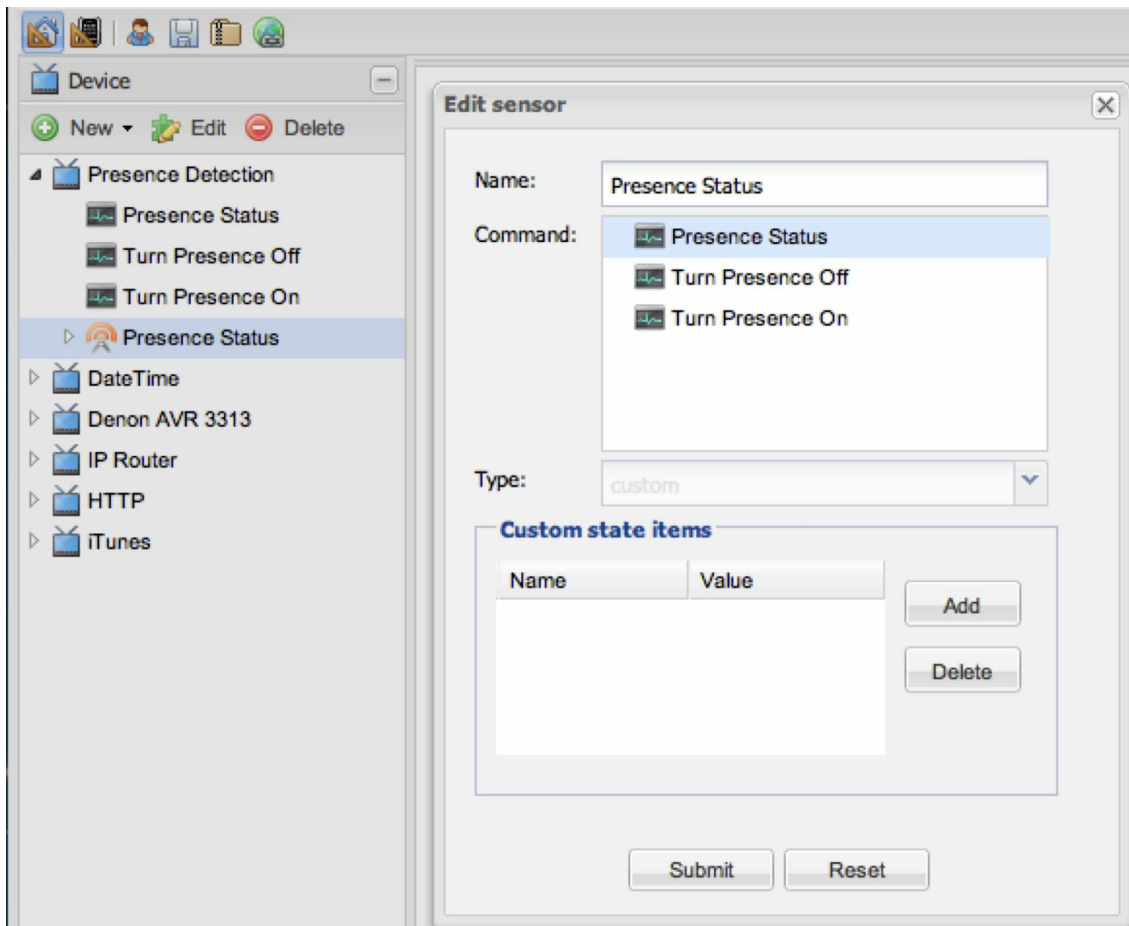 Device
New Edit Delete
Presence Detection
Presence Status
Turn Presence Off
Turn Presence On
Presence Status
DateTime
Denon AVR 3313
IP Router
HTTP
iTunes
Edit sensor
Name: Presence Status
Command: Presence Status
Turn Presence Off
Turn Presence On
Type: custom
Custom state items
Name Value
Add
Delete
Submit Reset